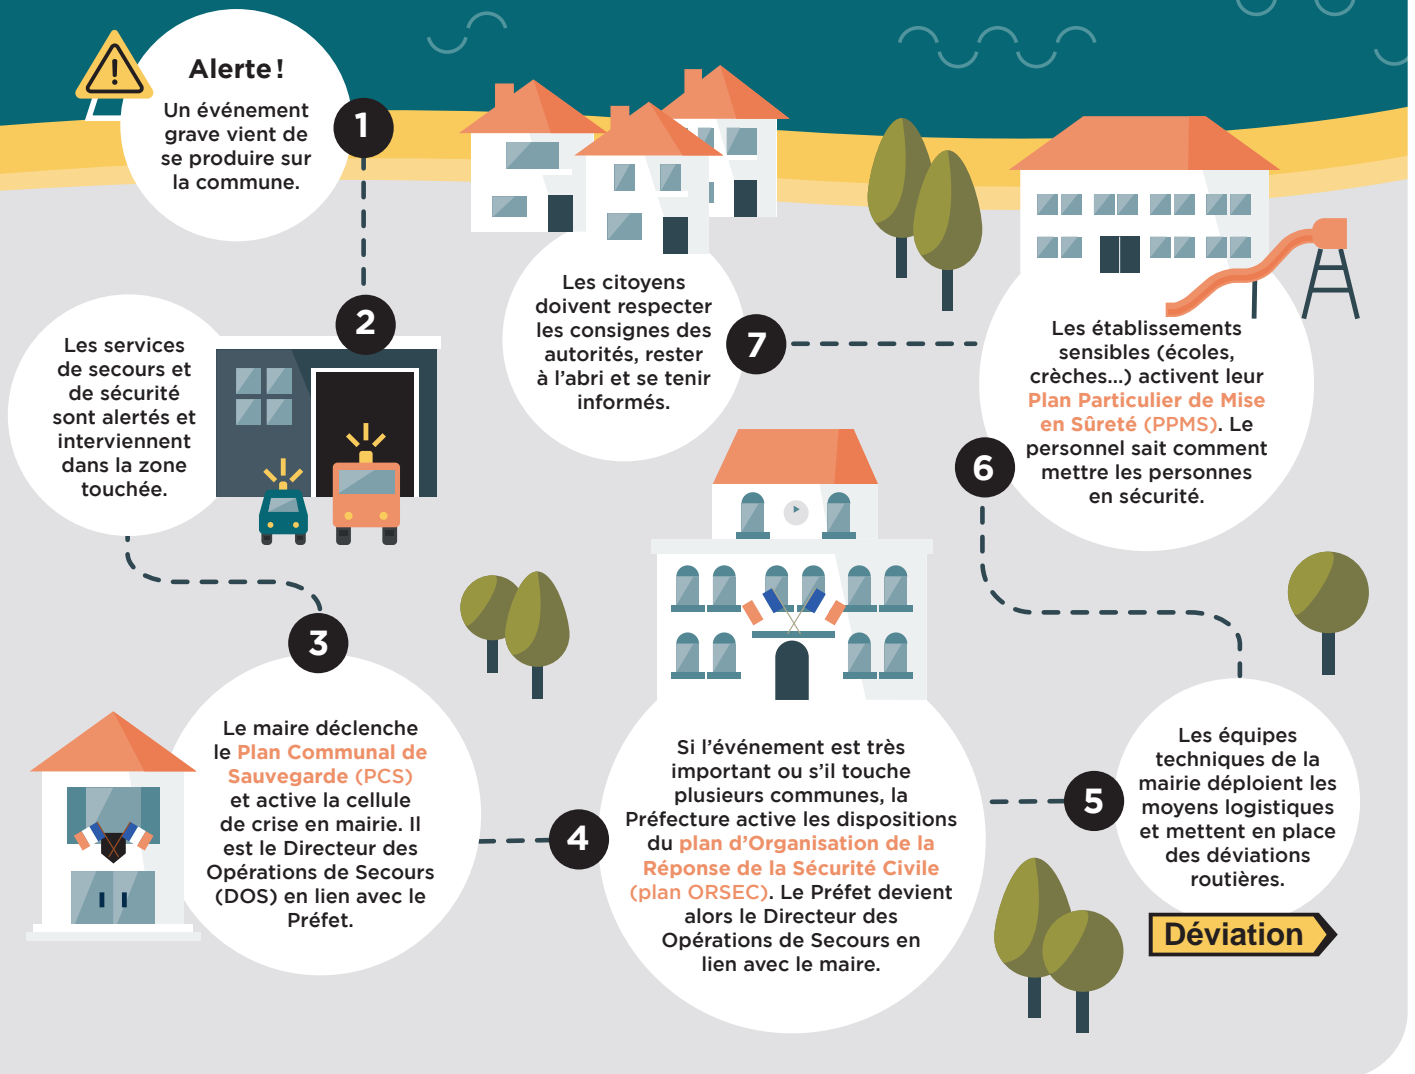 Alerte !
Un événement
grave vient de
se produire sur
la commune.
1
2
Les services
de secours et
de sécurité
sont alertés et
interviennent
dans la zone
touchée.
3
Le maire déclenche
le Plan Communal de
Sauvegarde (PCS)
et active la cellule
de crise en mairie. Il
est le Directeur des
Opérations de Secours
(DOS) en lien avec le
Préfet.
4
Si l’événement est très
important ou s’il touche
plusieurs communes, la
Préfecture active les dispositions
du plan d’Organisation de la
Réponse de la Sécurité Civile
(plan ORSEC). Le Préfet devient
alors le Directeur des
Opérations de Secours en
lien avec le maire.
5
Les équipes
techniques de la
mairie déploient les
moyens logistiques
et mettent en place
des déviations
routières.
Déviation
6
Les établissements
sensibles (écoles,
crèches...) activent leur
Plan Particulier de Mise
en Sûreté (PPMS). Le
personnel sait comment
mettre les personnes
en sécurité.
7
Les citoyens
doivent respecter
les consignes des
autorités, rester
à l’abri et se tenir
informés.